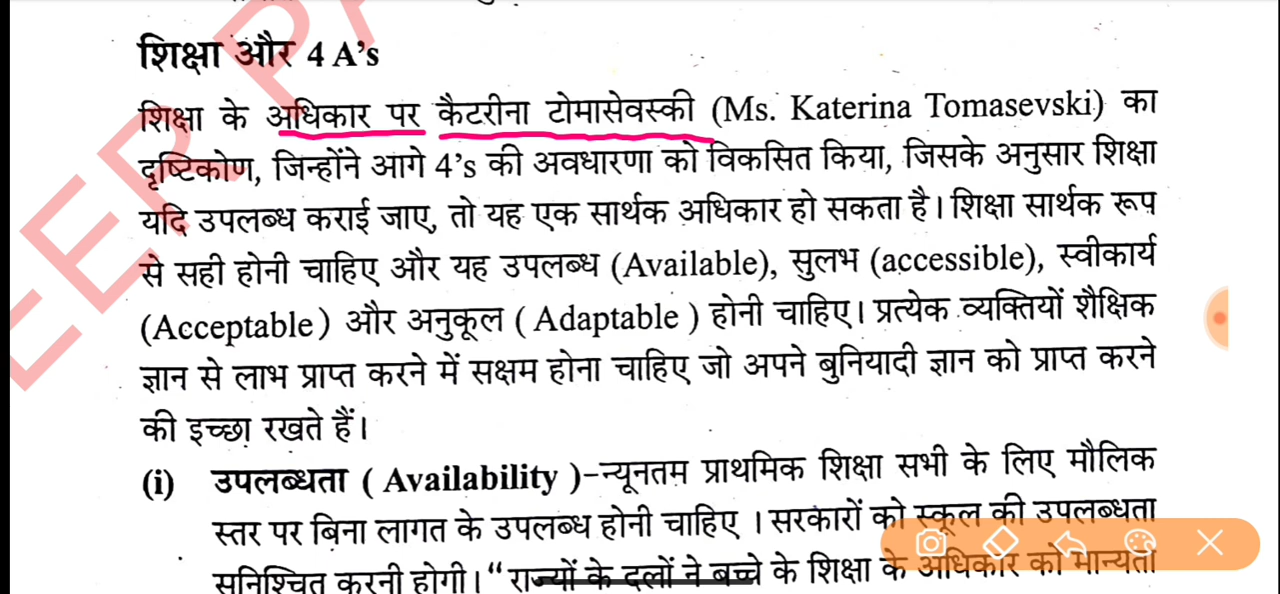 शिक्षा और 4 A's
शिक्षा के अधिकार पर कैटरीना टोमासेवस्की (Ms. Katerina Tomasevski) का
दृष्टिकोण, जिन्होंने आगे 4's की अवधारणा को विकसित किया, जिसके अनुसार शिक्षा
यदि उपलब्ध कराई जाए, तो यह एक सार्थक अधिकार हो सकता है। शिक्षा सार्थक रूप
से सही होनी चाहिए और यह उपलब्ध (Available), सुलभ (accessible), स्वीकार्य
(Acceptable) और अनुकूल ( Adaptable ) होनी चाहिए। प्रत्येक व्यक्तियों शैक्षिक
ज्ञान से लाभ प्राप्त करने में सक्षम होना चाहिए जो अपने बुनियादी ज्ञान को प्राप्त करने
की इच्छा रखते हैं।
(i) उपलब्धता ( Availability )-न्यूनतम प्राथमिक शिक्षा सभी के लिए मौलिक
स्तर पर बिना लागत के उपलब्ध होनी चाहिए । सरकारों को स्कूल की उपलब्धता
सुनिश्चित करनी होगी। "राज्यों के दलों ने बच्चे के शिक्षा के अधिकार को मान्यता
EER PA